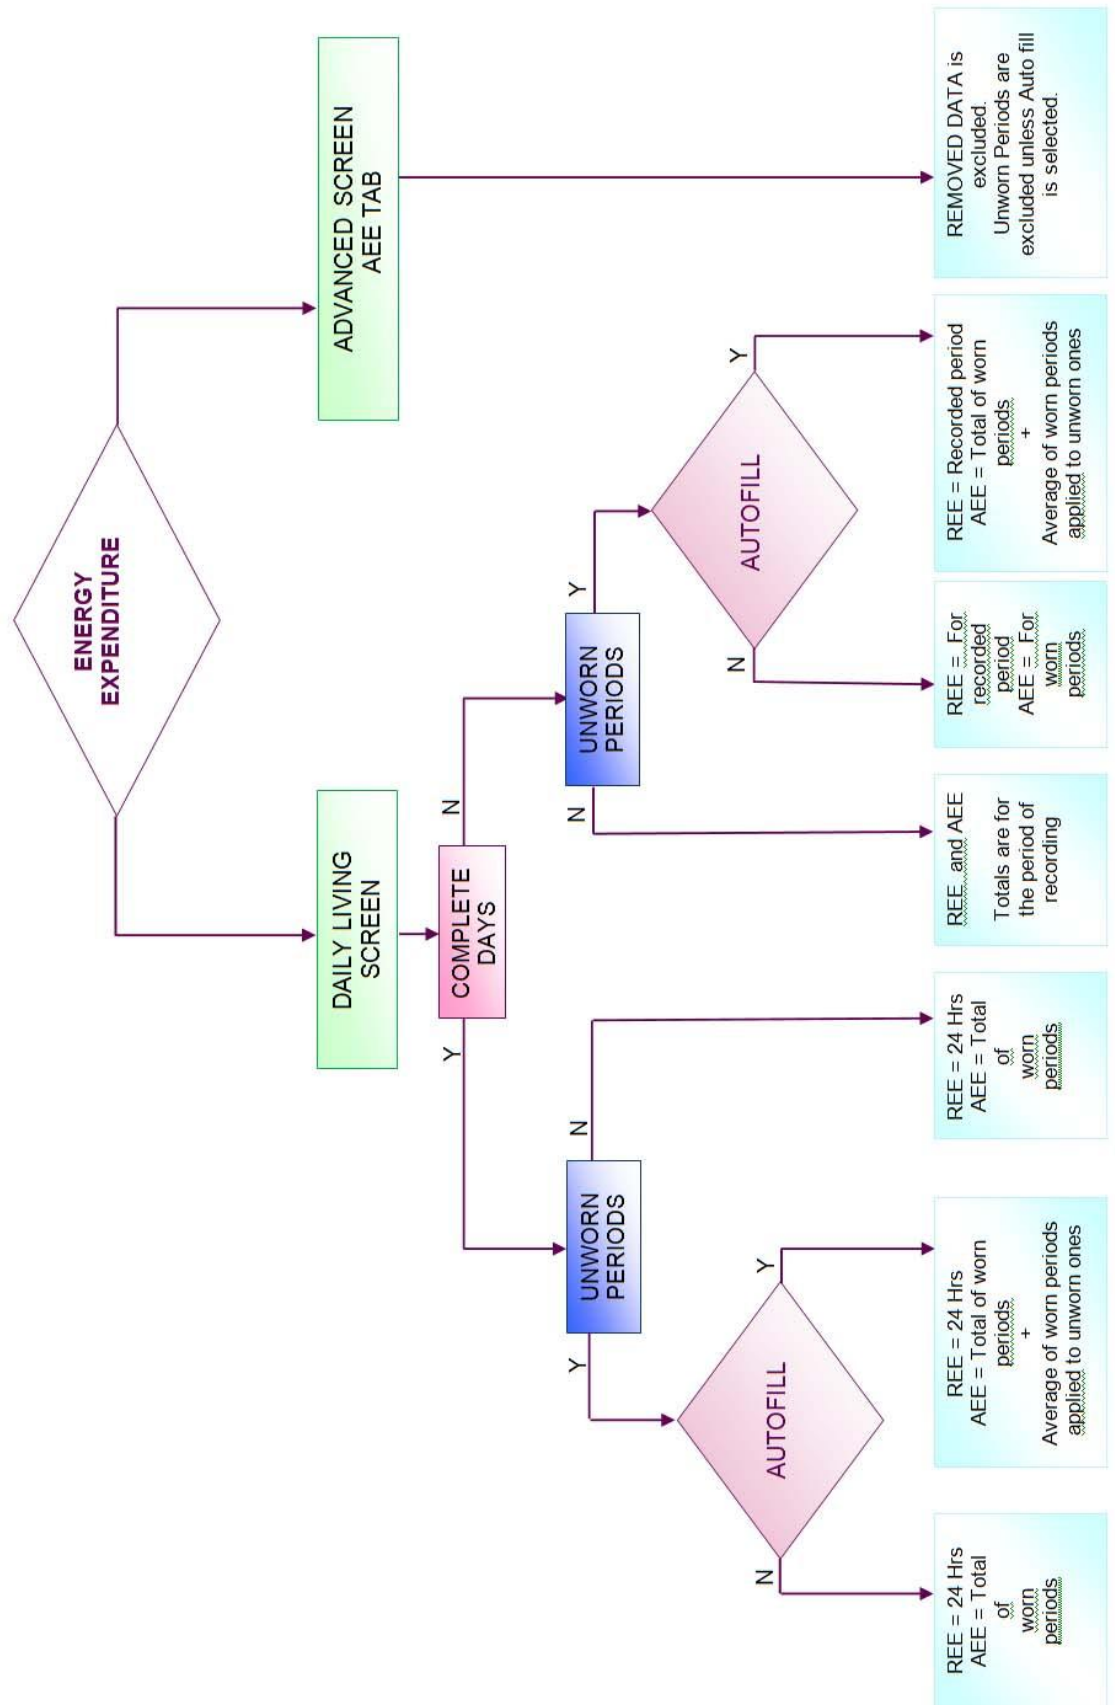 ENERGY
EXPENDITURE
DAILY LIVING
SCREEN
ADVANCED SCREEN
AEE TAB
COMPLETE
DAYS
Y
N
UNWORN
PERIODS
Y
N
UNWORN
PERIODS
N
Y
AUTOFILL
N
Y
AUTOFILL
N
Y
REE = 24 Hrs
AEE = Total
of
worn
periods
REE = 24 Hrs
AEE = Total of worn
periods
+
Average of worn periods
applied to unworn ones
REE = 24 Hrs
AEE = Total
of
worn
periods
REE and AEE
Totals are for
the period of
recording
REE = For
recorded
period
AEE = For
worn
periods
REE = Recorded period
AEE = Total of worn
periods
+
Average of worn periods
applied to unworn ones
REMOVED DATA is
excluded.
Unworn Periods are
excluded unless Auto fill
is selected.